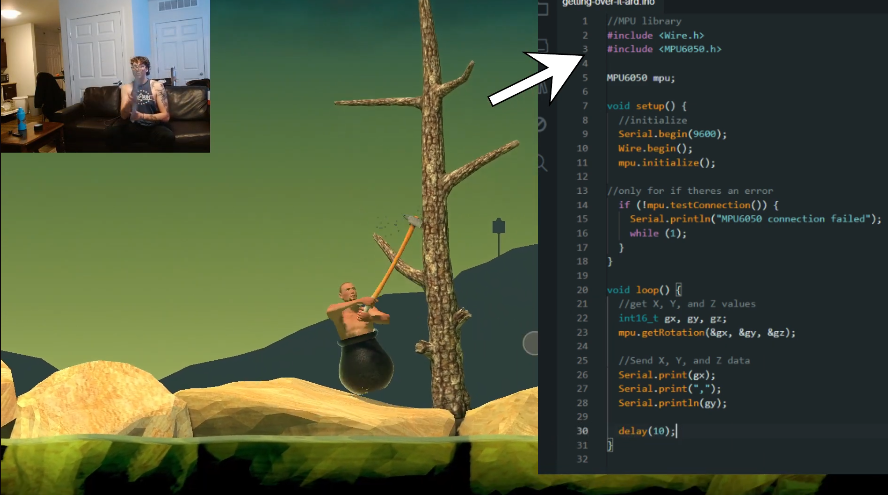 getting-over-it-ard.ino
1 //MPU library
2 #include <Wire.h>
3 #include <MPU6050.h>
4
5 MPU6050 mpu;
6
7 void setup() {
8 //initialize
9 Serial.begin(9600);
10 Wire.begin();
11 mpu.initialize();
12
13 //only for if theres an error
14 if (!mpu.testConnection()) {
15 Serial.println("MPU6050 connection failed");
16 while (1);
17 }
18 }
19
20 void loop() {
21 //get X, Y, and Z values
22 int16_t gx, gy, gz;
23 mpu.getRotation(&gx, &gy, &gz);
24
25 //Send X, Y, and Z data
26 Serial.print(gx);
27 Serial.print(",");
28 Serial.println(gy);
29
30 delay(10);
31 }
32